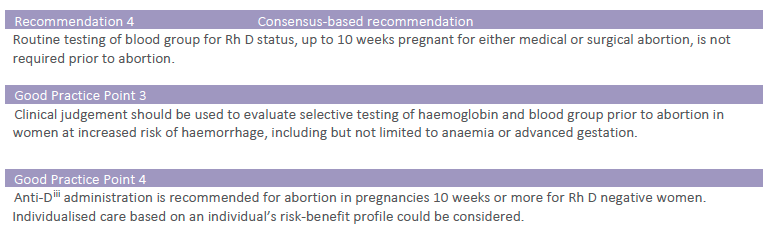 Recommendation 4 Consensus-based recommendation
Routine testing of blood group for Rh D status, up to 10 weeks pregnant for either medical or surgical abortion, is not
required prior to abortion.
Good Practice Point 3
Clinical judgement should be used to evaluate selective testing of haemoglobin and blood group prior to abortion in
women at increased risk of haemorrhage, including but not limited to anaemia or advanced gestation.
Good Practice Point 4
Anti-Dⁱⁱⁱ administration is recommended for abortion in pregnancies 10 weeks or more for Rh D negative women.
Individualised care based on an individual’s risk-benefit profile could be considered.